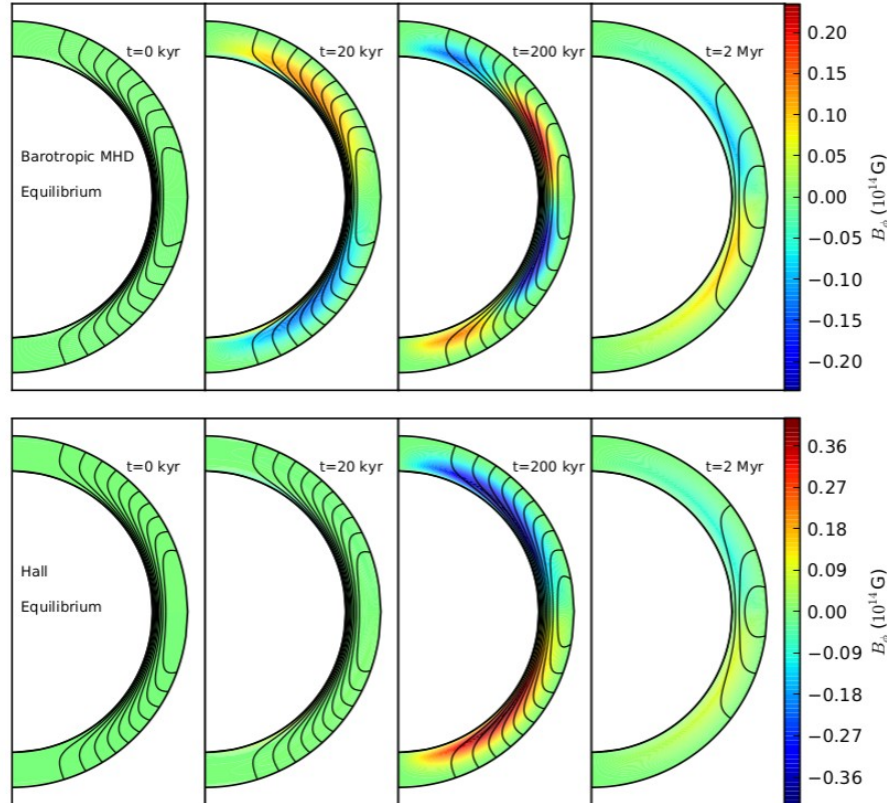 t=0 kyr
t=20 kyr
t=200 kyr
t=2 Myr
Barotropic MHD
Equilibrium
0.20
0.15
0.10
0.05
0.00
−0.05
−0.10
−0.15
−0.20
B_ϕ (10^14 G)
t=0 kyr
t=20 kyr
t=200 kyr
t=2 Myr
Hall
Equilibrium
0.36
0.27
0.18
0.09
0.00
−0.09
−0.18
−0.27
−0.36
B_ϕ (10^14 G)